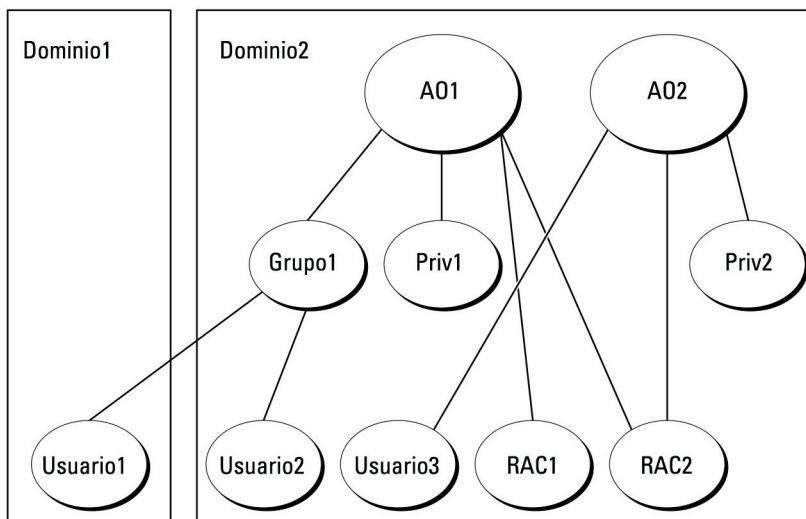 Dominio1
Dominio2
AO1
AO2
Grupo1
Priv1
Priv2
Usuario1
Usuario2
Usuario3
RAC1
RAC2